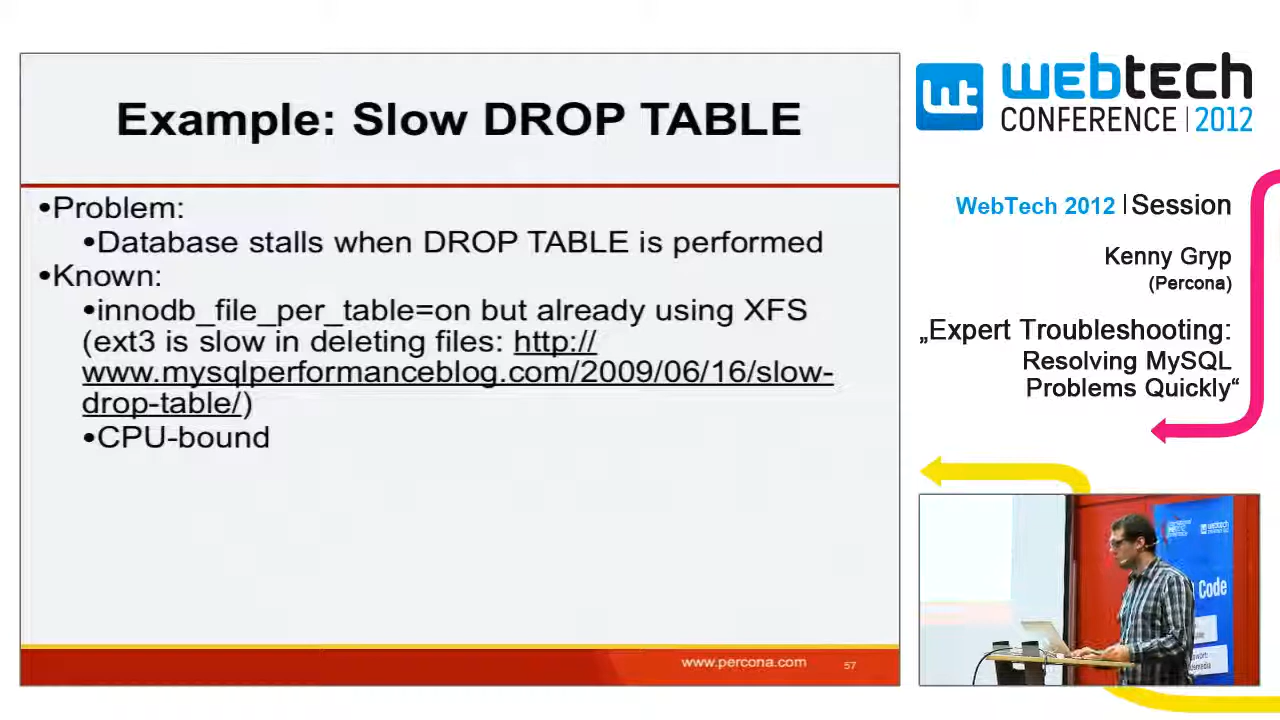 Example: Slow DROP TABLE
•Problem:
•Database stalls when DROP TABLE is performed
•Known:
•innodb_file_per_table=on but already using XFS
(ext3 is slow in deleting files: http://
www.mysqlperformanceblog.com/2009/06/16/slow-
drop-table/)
•CPU-bound
www.percona.com
57
wt webtech
CONFERENCE | 2012
WebTech 2012 | Session
Kenny Gryp
(Percona)
„Expert Troubleshooting:
Resolving MySQL
Problems Quickly“
webtech
Code